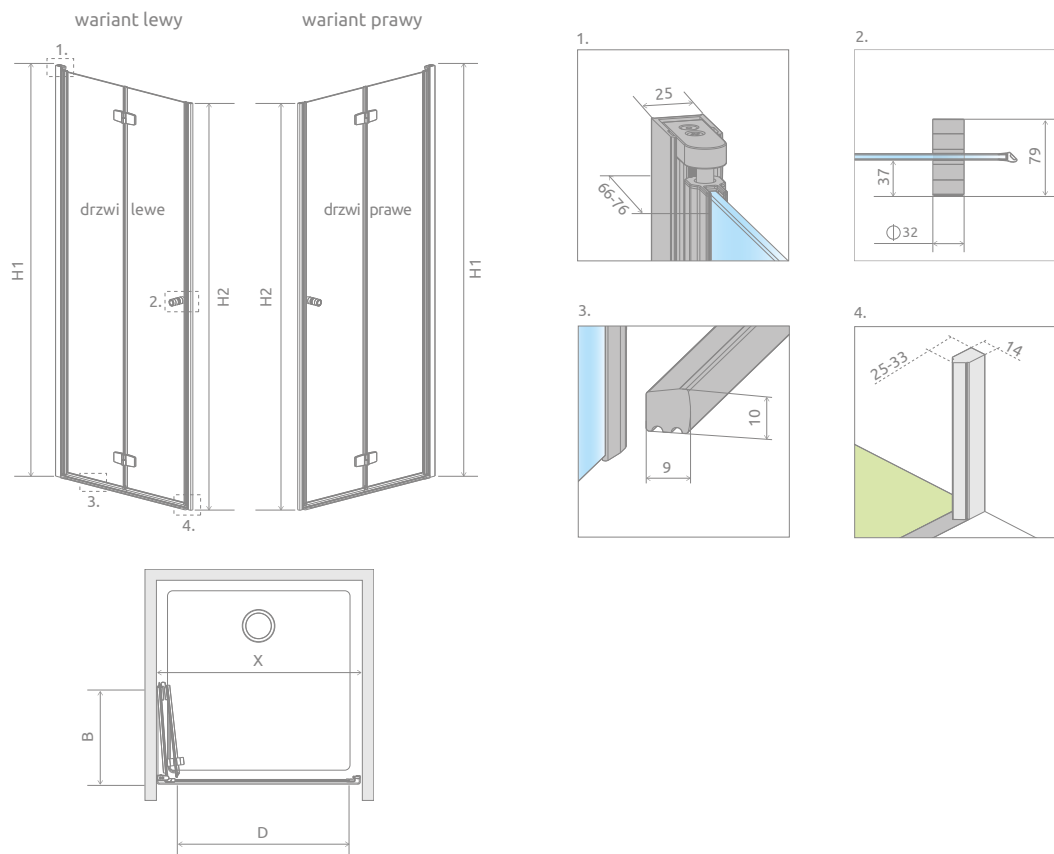 wariant lewy
wariant prawy
1.
drzwi lewe
drzwi prawe
H1
H2
H2
H1
2.
3.
4.
1.
25
66-76
2.
37
79
⌀32
3.
10
9
4.
25-33
14
X
B
D